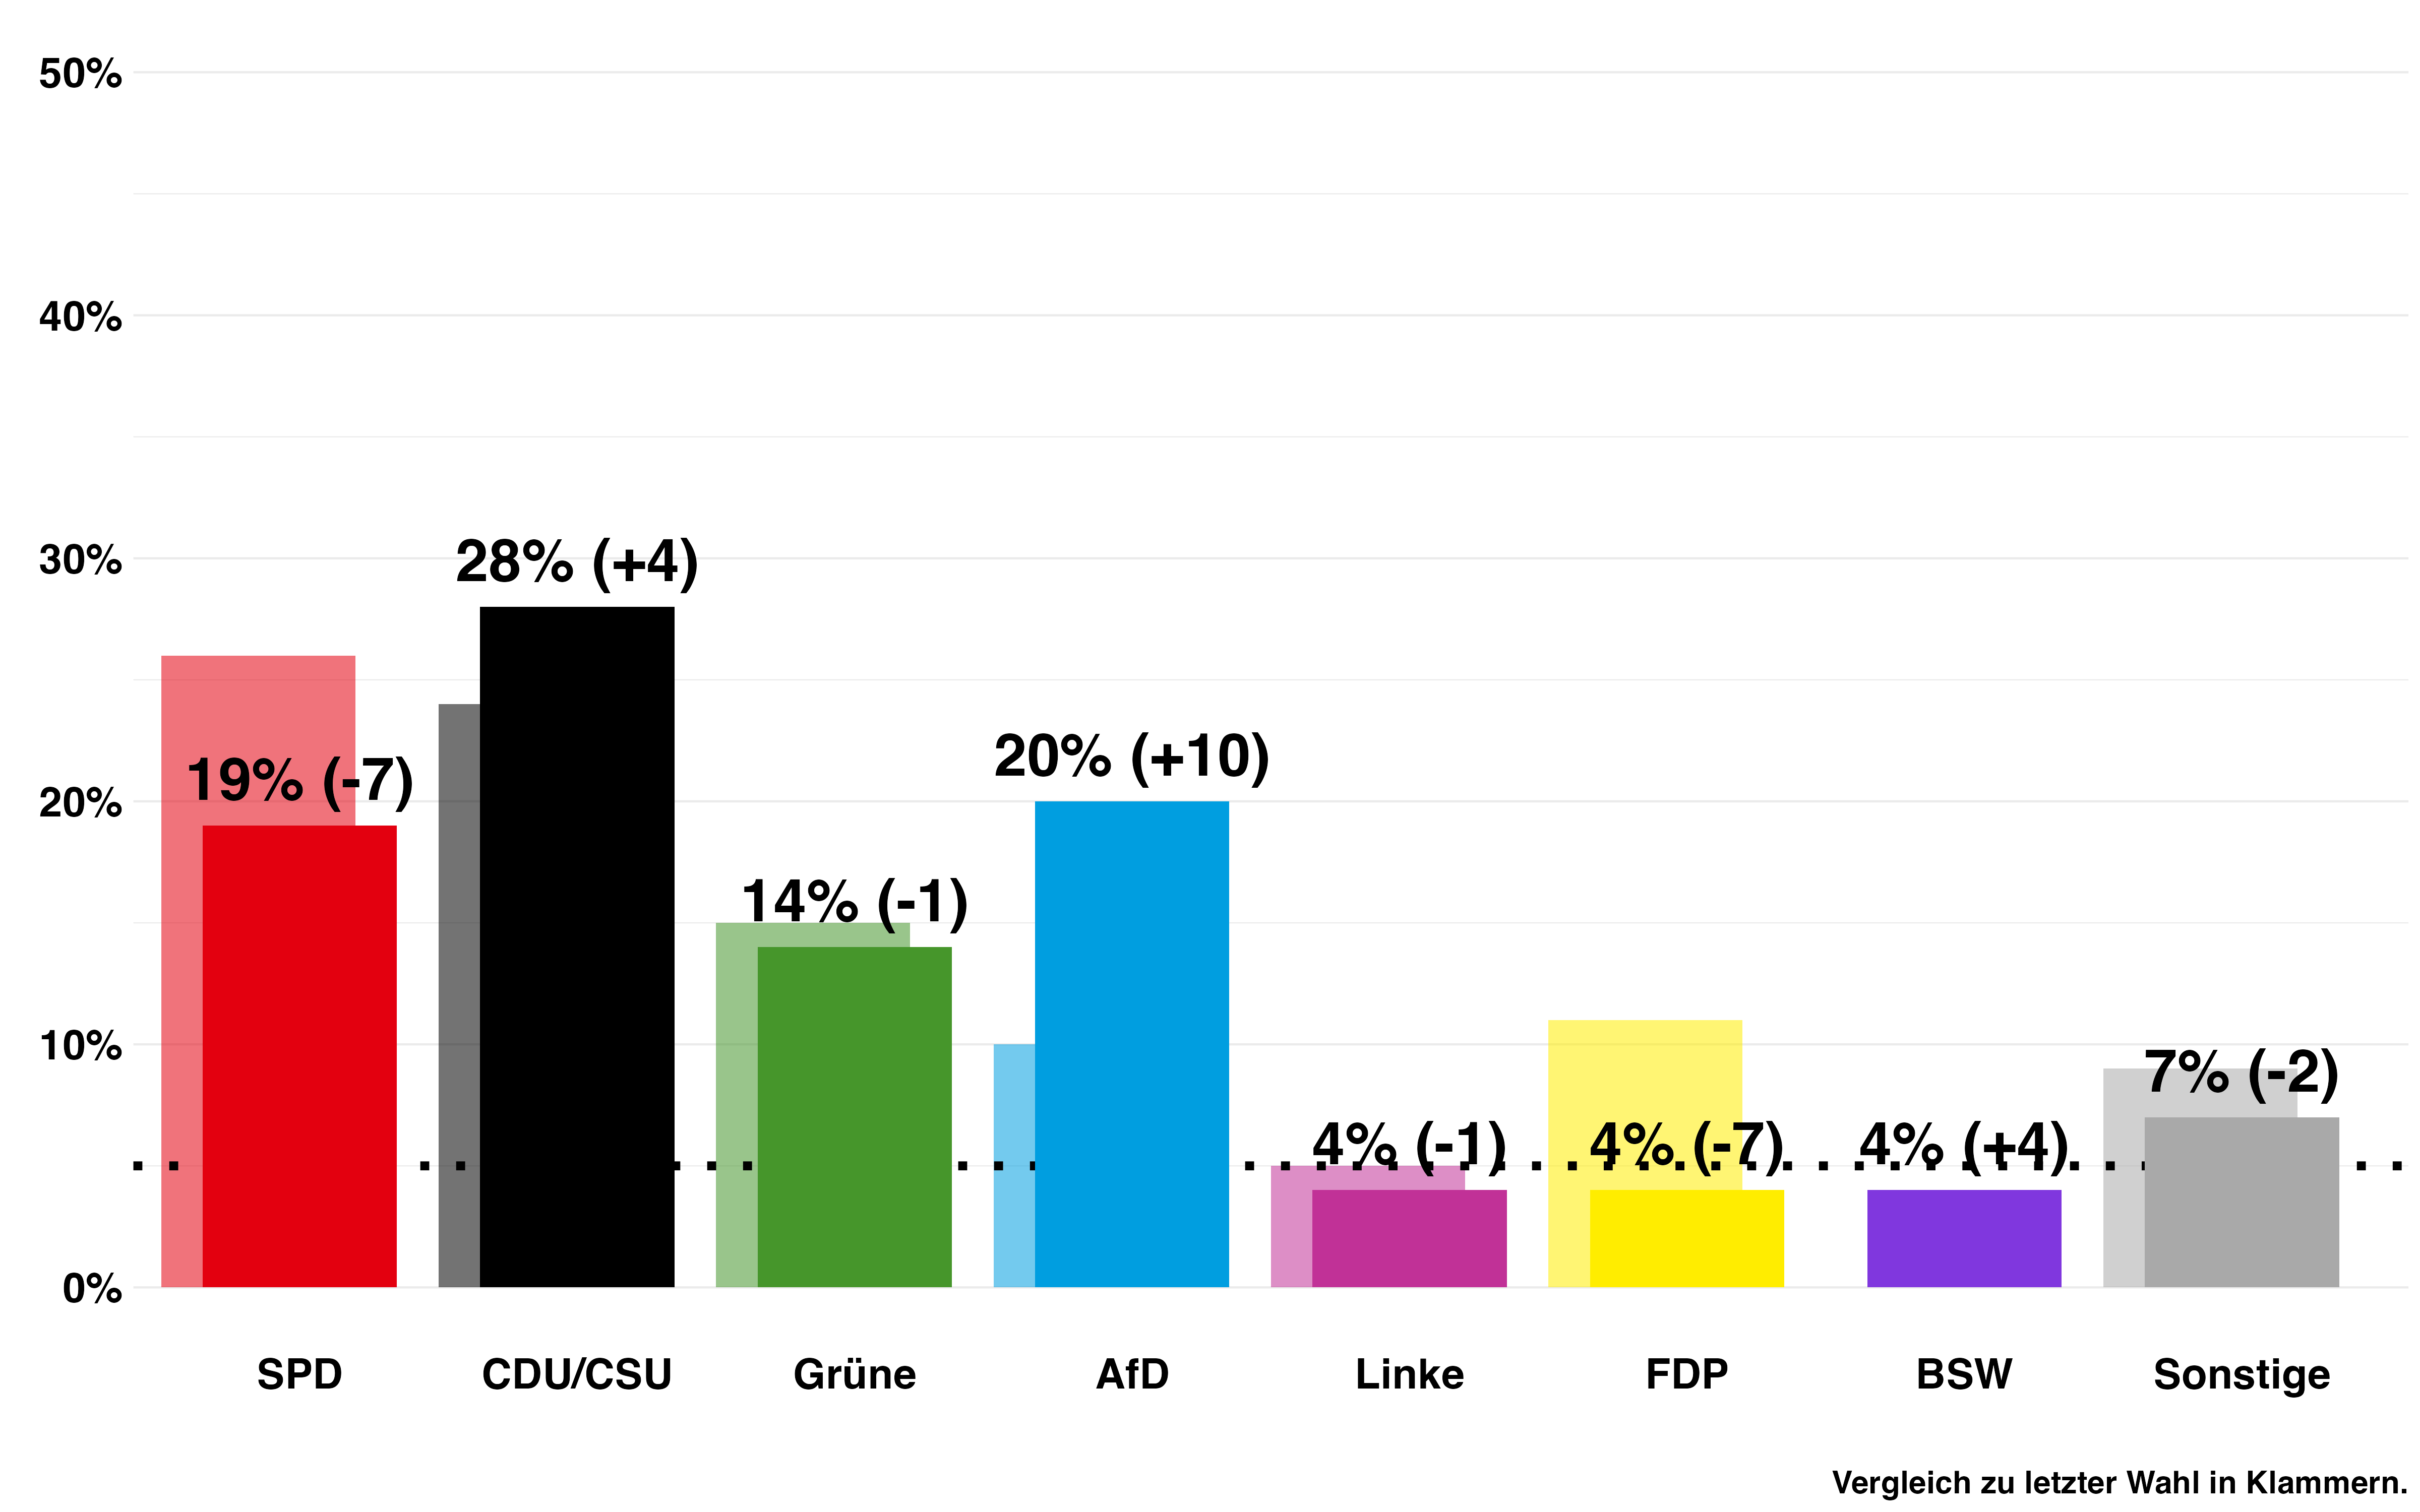 50%
40%
30%
20%
10%
0%
19% (-7)
28% (+4)
14% (-1)
20% (+10)
4% (-1)
4% (-7)
4% (+4)
7% (-2)
SPD
CDU/CSU
Grüne
AfD
Linke
FDP
BSW
Sonstige
Vergleich zu letzter Wahl in Klammern.